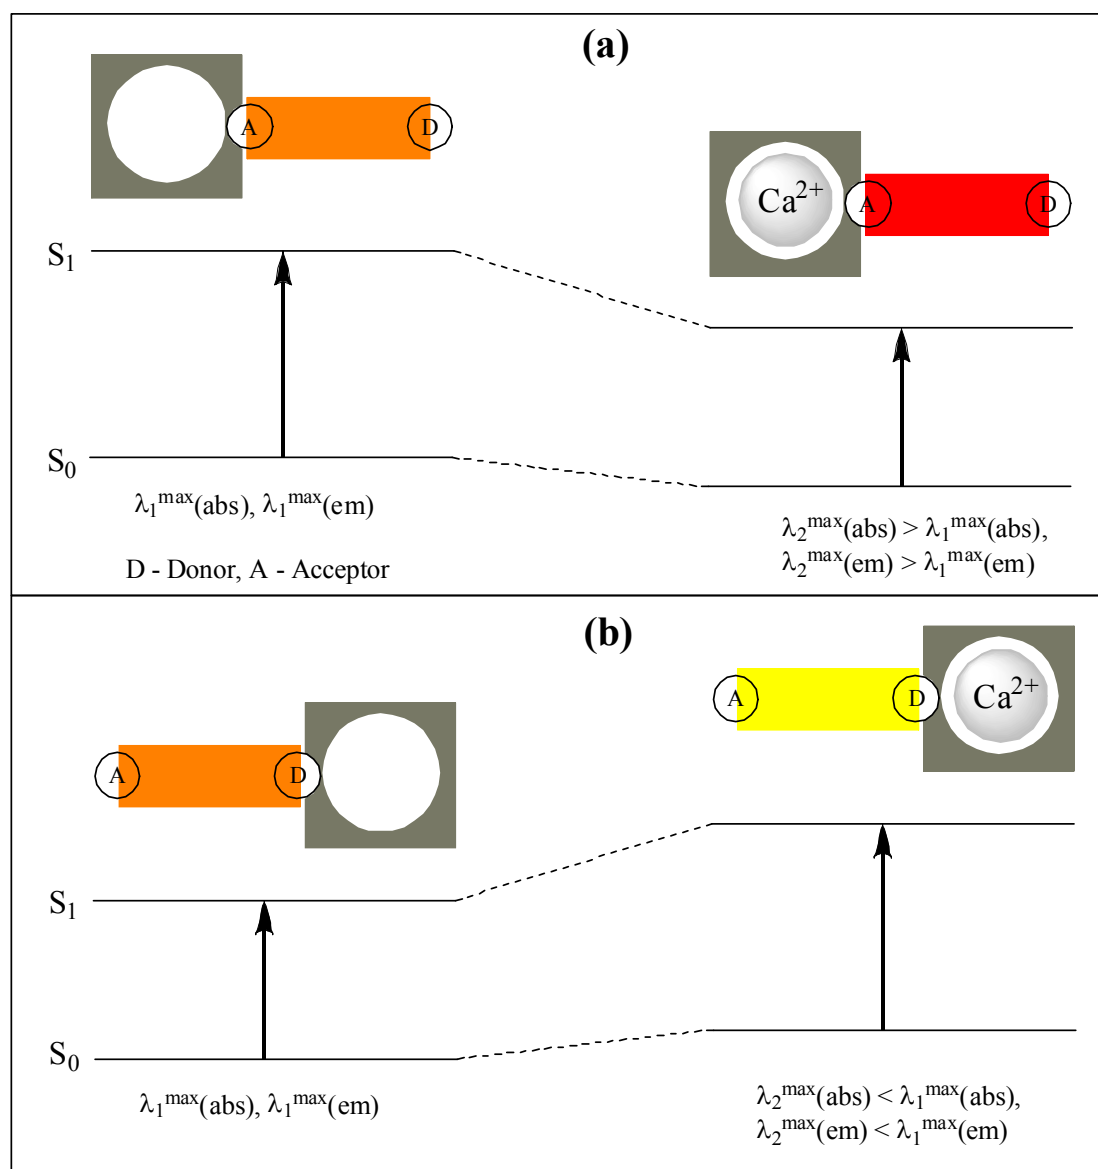 (a)
A
D
Ca²⁺
A
D
S₁
S₀
λ₁ᵐᵃˣ(abs), λ₁ᵐᵃˣ(em)
λ₂ᵐᵃˣ(abs) > λ₁ᵐᵃˣ(abs),
λ₂ᵐᵃˣ(em) > λ₁ᵐᵃˣ(em)
D - Donor, A - Acceptor
(b)
A
D
Ca²⁺
A
D
S₁
S₀
λ₁ᵐᵃˣ(abs), λ₁ᵐᵃˣ(em)
λ₂ᵐᵃˣ(abs) < λ₁ᵐᵃˣ(abs),
λ₂ᵐᵃˣ(em) < λ₁ᵐᵃˣ(em)